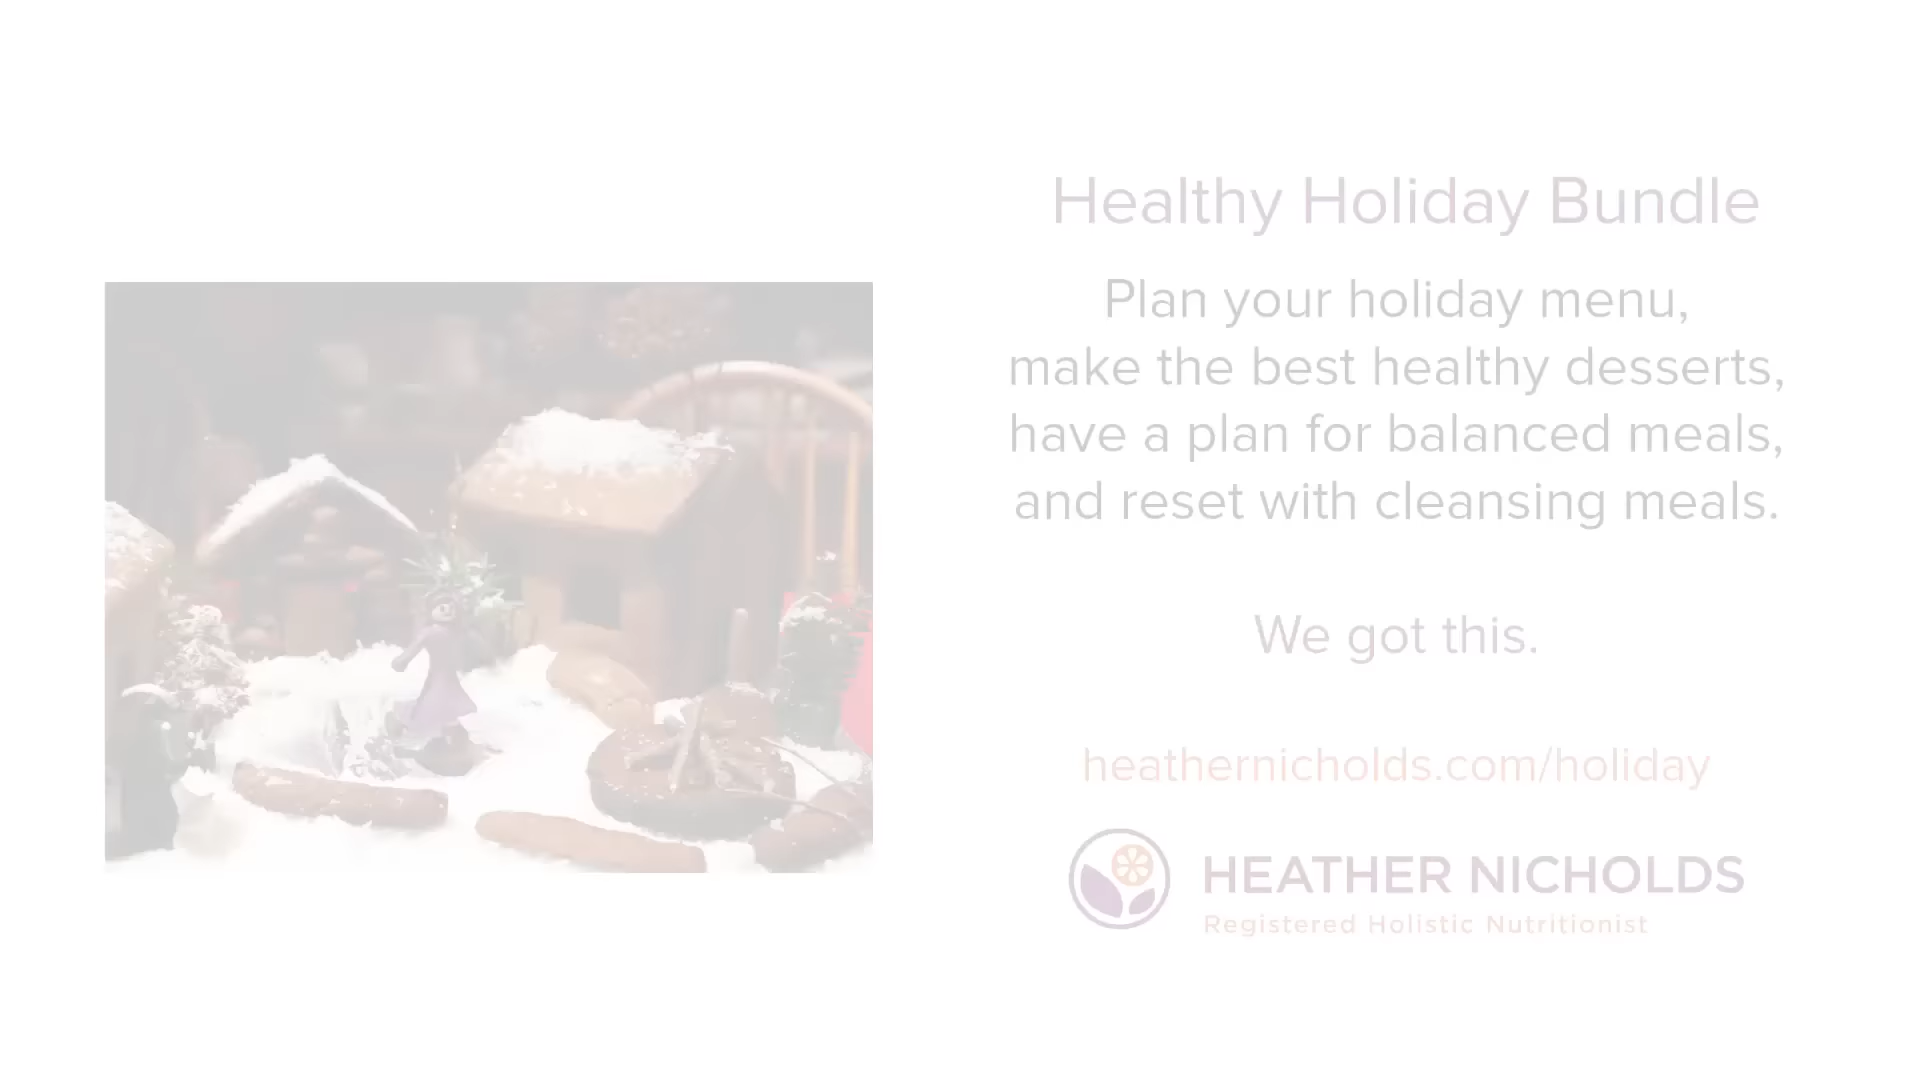 Healthy Holiday Bundle
Plan your holiday menu,
make the best healthy desserts,
have a plan for balanced meals,
and reset with cleansing meals.
We got this.
heathernicholds.com/holiday
HEATHER NICHOLDS
Registered Holistic Nutritionist